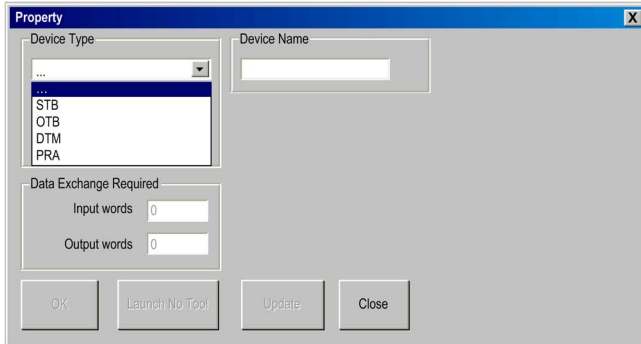 Property
X
Device Type
Device Name
...
...
STB
OTB
DTM
PRA
Data Exchange Required
Input words 0
Output words 0
OK Launch No Tool Update Close